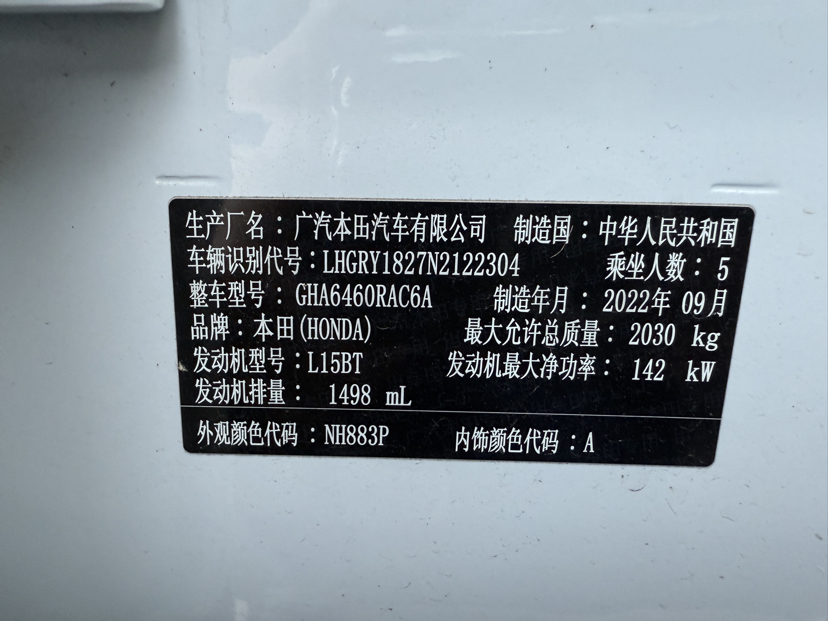 生产厂名：广汽本田汽车有限公司 制造国：中华人民共和国
车辆识别代号：LHGRY1827N2122304 乘坐人数：5
整车型号：GHA6460RAC6A 制造年月：2022年 09月
品牌：本田(HONDA) 最大允许总质量：2030 kg
发动机型号：L15BT 发动机最大净功率：142 kW
发动机排量：1498 mL
外观颜色代码：NH883P 内饰颜色代码：A